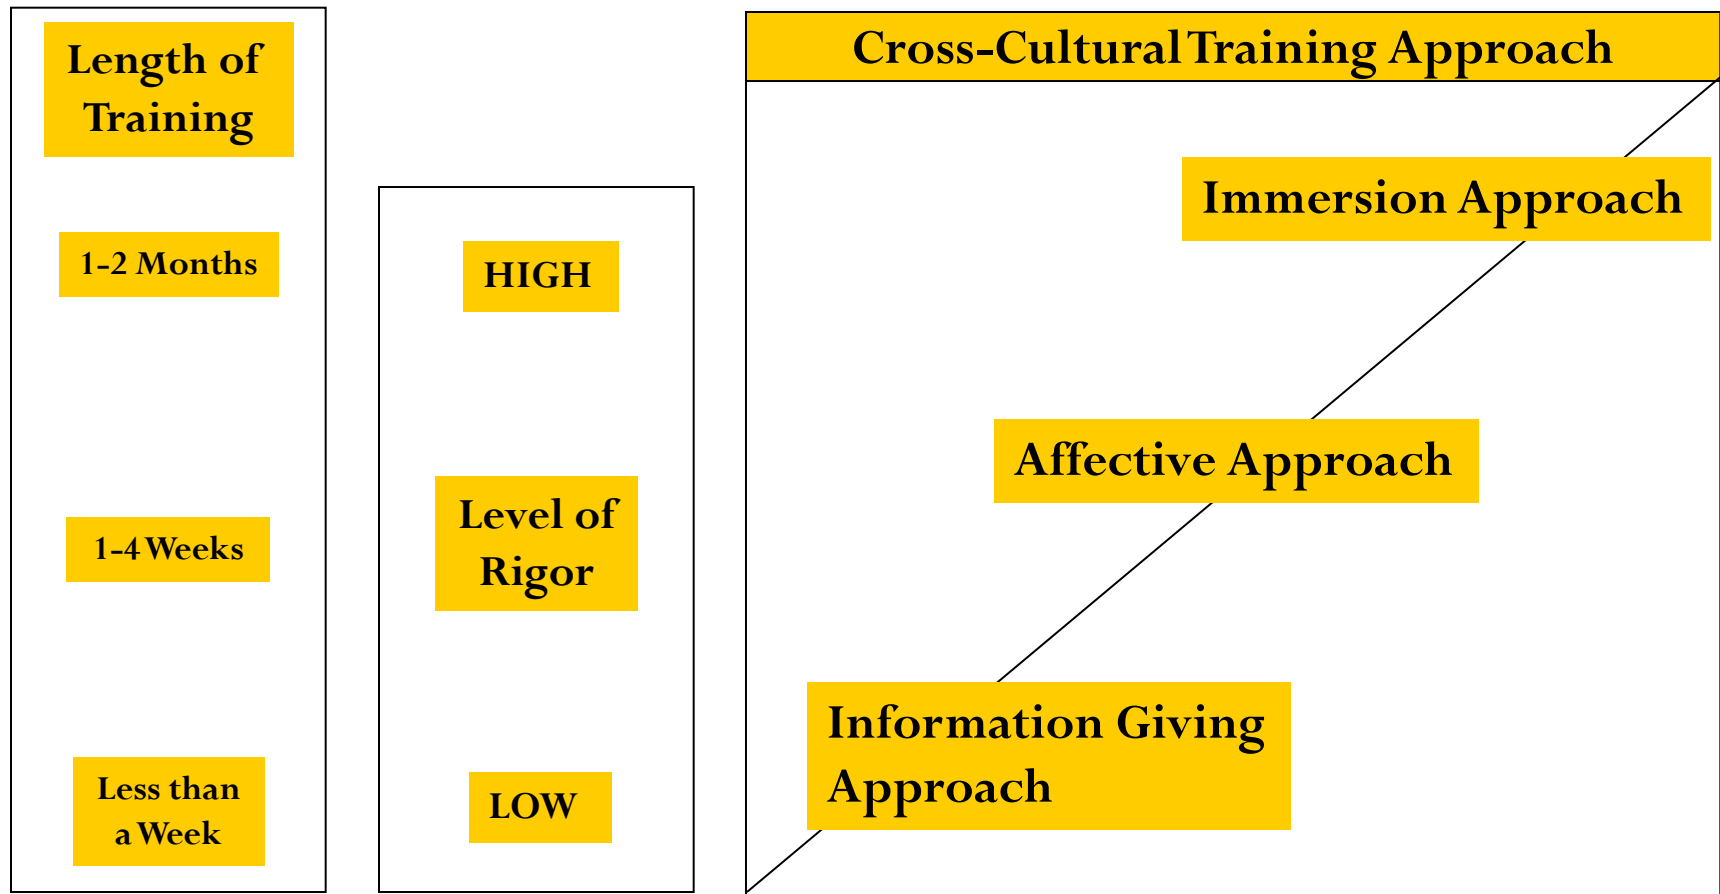 Length of
Training
1-2 Months
1-4 Weeks
Less than
a Week
HIGH
Level of
Rigor
LOW
Cross-Cultural Training Approach
Immersion Approach
Affective Approach
Information Giving
Approach